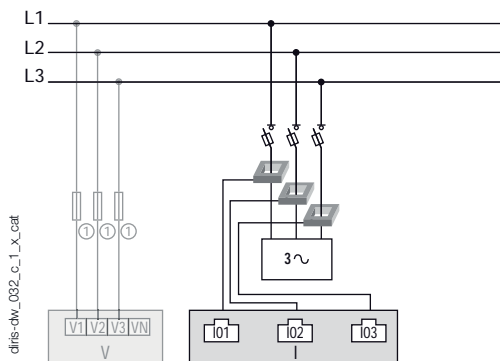 L1
L2
L3
1 1 1
3∿
V1 V2 V3 VN
V
I01 I02 I03
I
diris-dw_032_c_1_x_cat